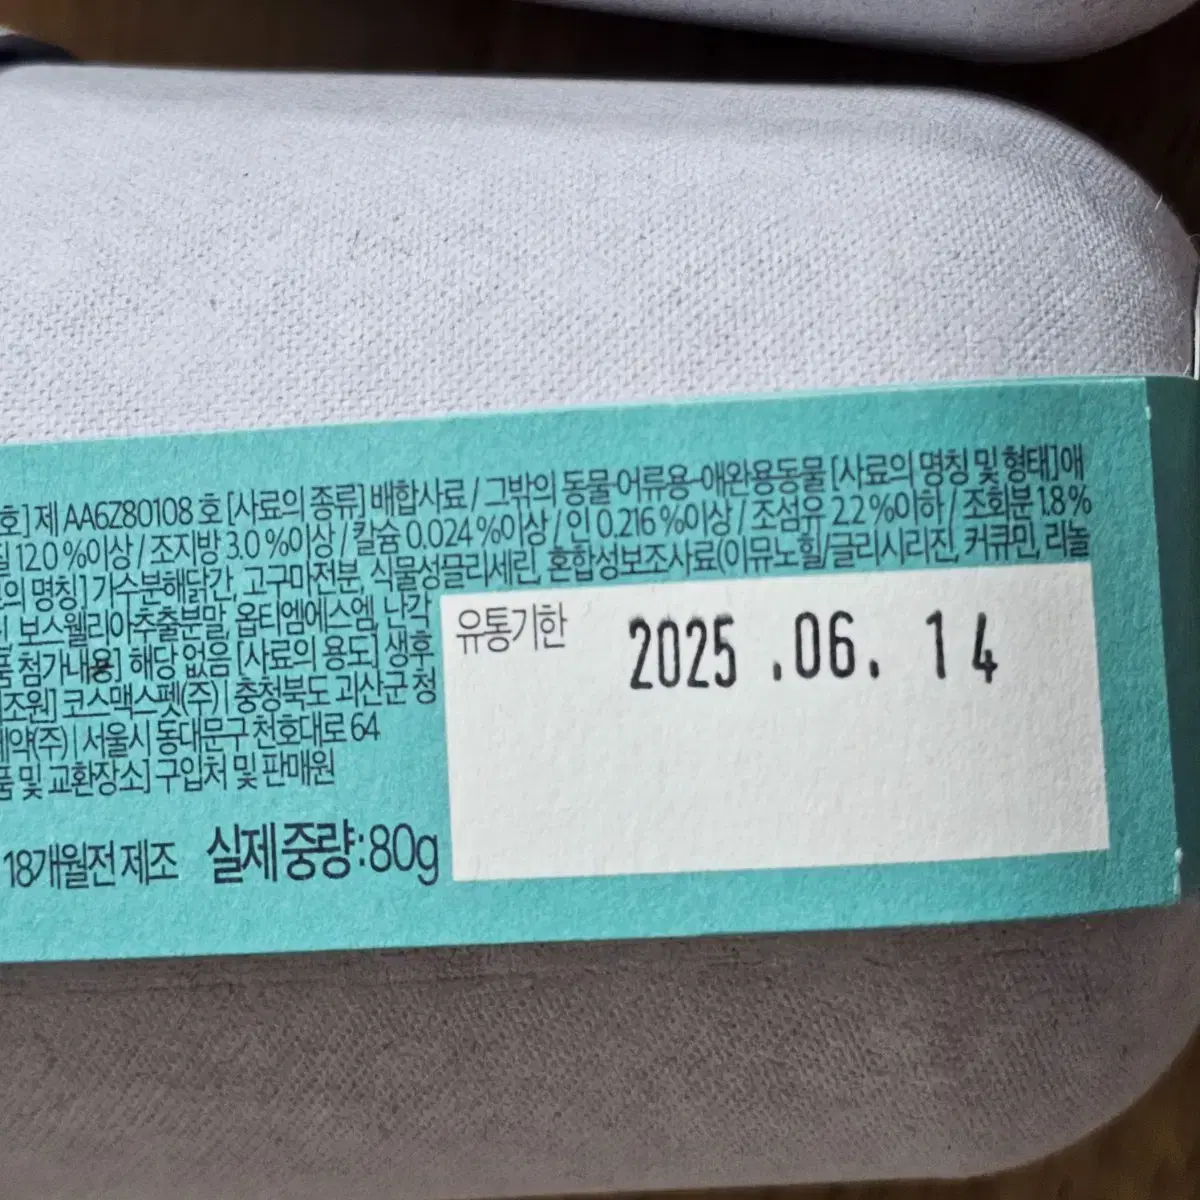 호] 제 AA6Z80108 호 [사료의 종류] 배합사료 / 그밖의 동물·어류용-애완용동물 [사료의 명칭 및 형태] 애
질 12.0 %이상 / 조지방 3.0 %이상 / 칼슘 0.024 %이상 / 인 0.216 %이상 / 조섬유 2.2 %이하 / 조회분 1.8 %
의 명칭] 가수분해닭간, 고구마전분, 식물성글리세린, 혼합성보조사료(이뮤노힐/글리시리진, 커큐민, 리놀
보스웰리아추출분말, 옵티엠에스엠, 난각
품 첨가내용] 해당 없음 [사료의 용도] 생후
조원] 코스맥스펫(주) | 충청북도 괴산군 청
제약(주) | 서울시 동대문구 천호대로 64
품 및 교환장소] 구입처 및 판매원
18개월전 제조 실제중량:80g
유통기한 2025 .06. 14